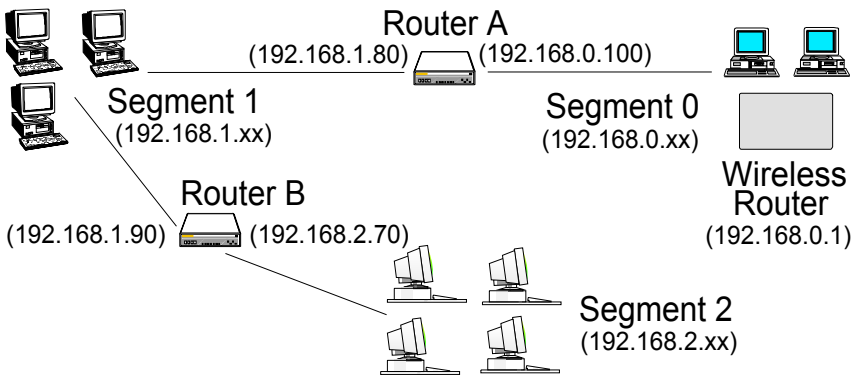 Router A
(192.168.1.80)
(192.168.0.100)
Segment 1
(192.168.1.xx)
Segment 0
(192.168.0.xx)
Wireless
Router
(192.168.0.1)
Router B
(192.168.1.90)
(192.168.2.70)
Segment 2
(192.168.2.xx)